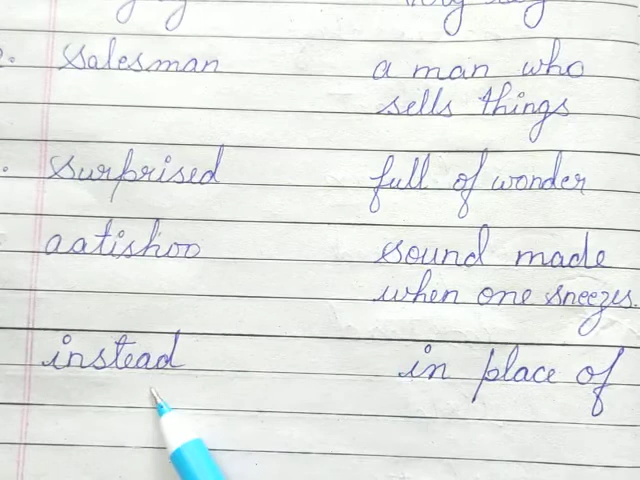 salesman a man who
sells things
surprised full of wonder
aatishoo sound made
when one sneezes.
instead in place of